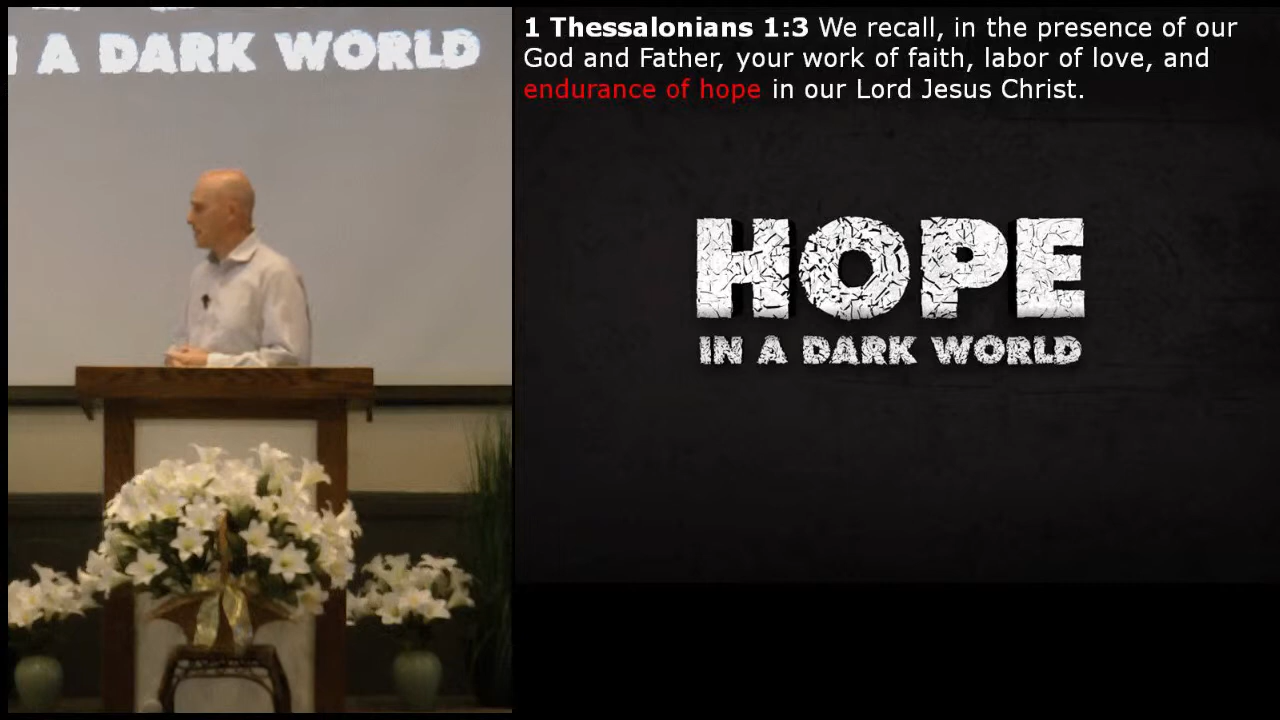 N A DARK WORLD
1 Thessalonians 1:3 We recall, in the presence of our
God and Father, your work of faith, labor of love, and
endurance of hope in our Lord Jesus Christ.
HOPE
IN A DARK WORLD